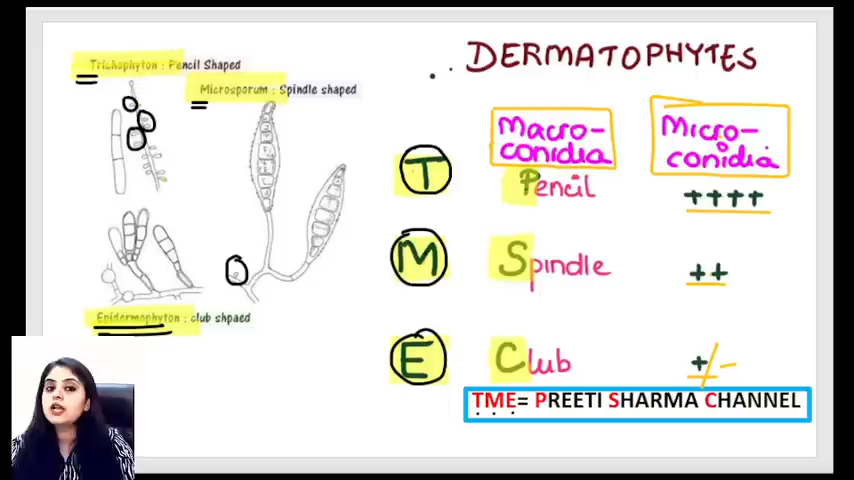 DERMATOPHYTES
Trichophyton : Pencil Shaped
Microsporum : Spindle shaped
Macro-
conidia
Micro-
conidia
T Pencil ++++
M Spindle ++
E Club +/-
Epidermophyton : club shpaed
TME= PREETI SHARMA CHANNEL